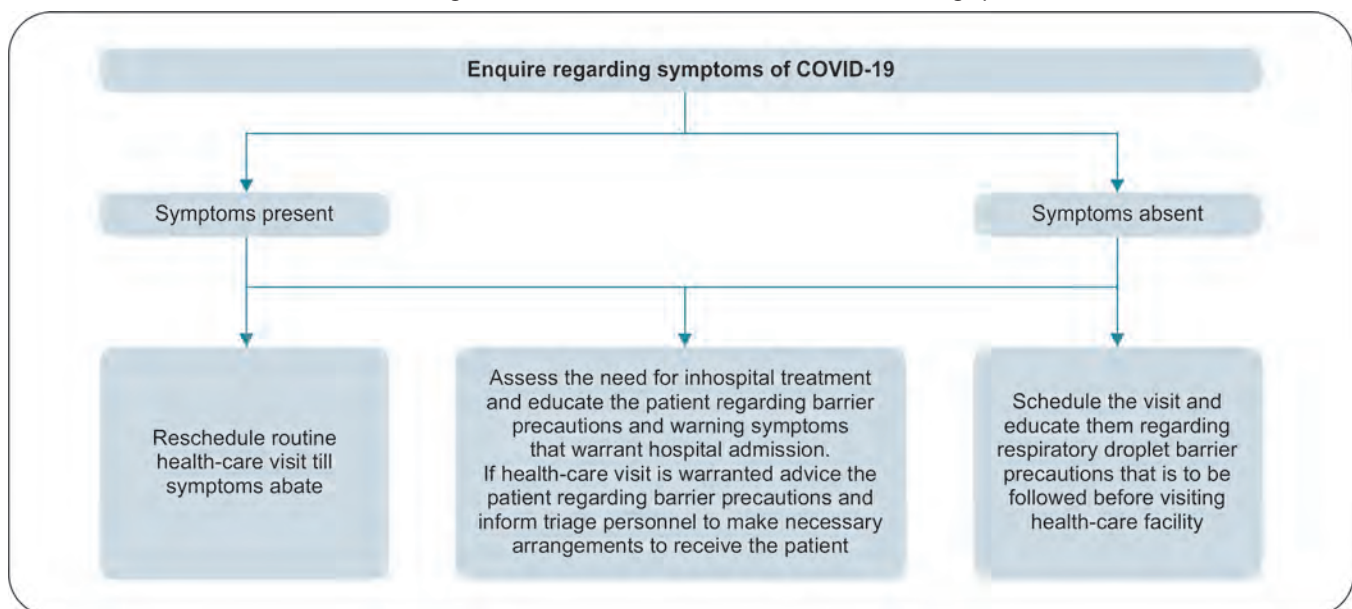 Enquire regarding symptoms of COVID-19
Symptoms present
Symptoms absent
Reschedule routine
health-care visit till
symptoms abate
Assess the need for inhospital treatment
and educate the patient regarding barrier
precautions and warning symptoms
that warrant hospital admission.
If health-care visit is warranted advice the
patient regarding barrier precautions and
inform triage personnel to make necessary
arrangements to receive the patient
Schedule the visit and
educate them regarding
respiratory droplet barrier
precautions that is to be
followed before visiting
health-care facility